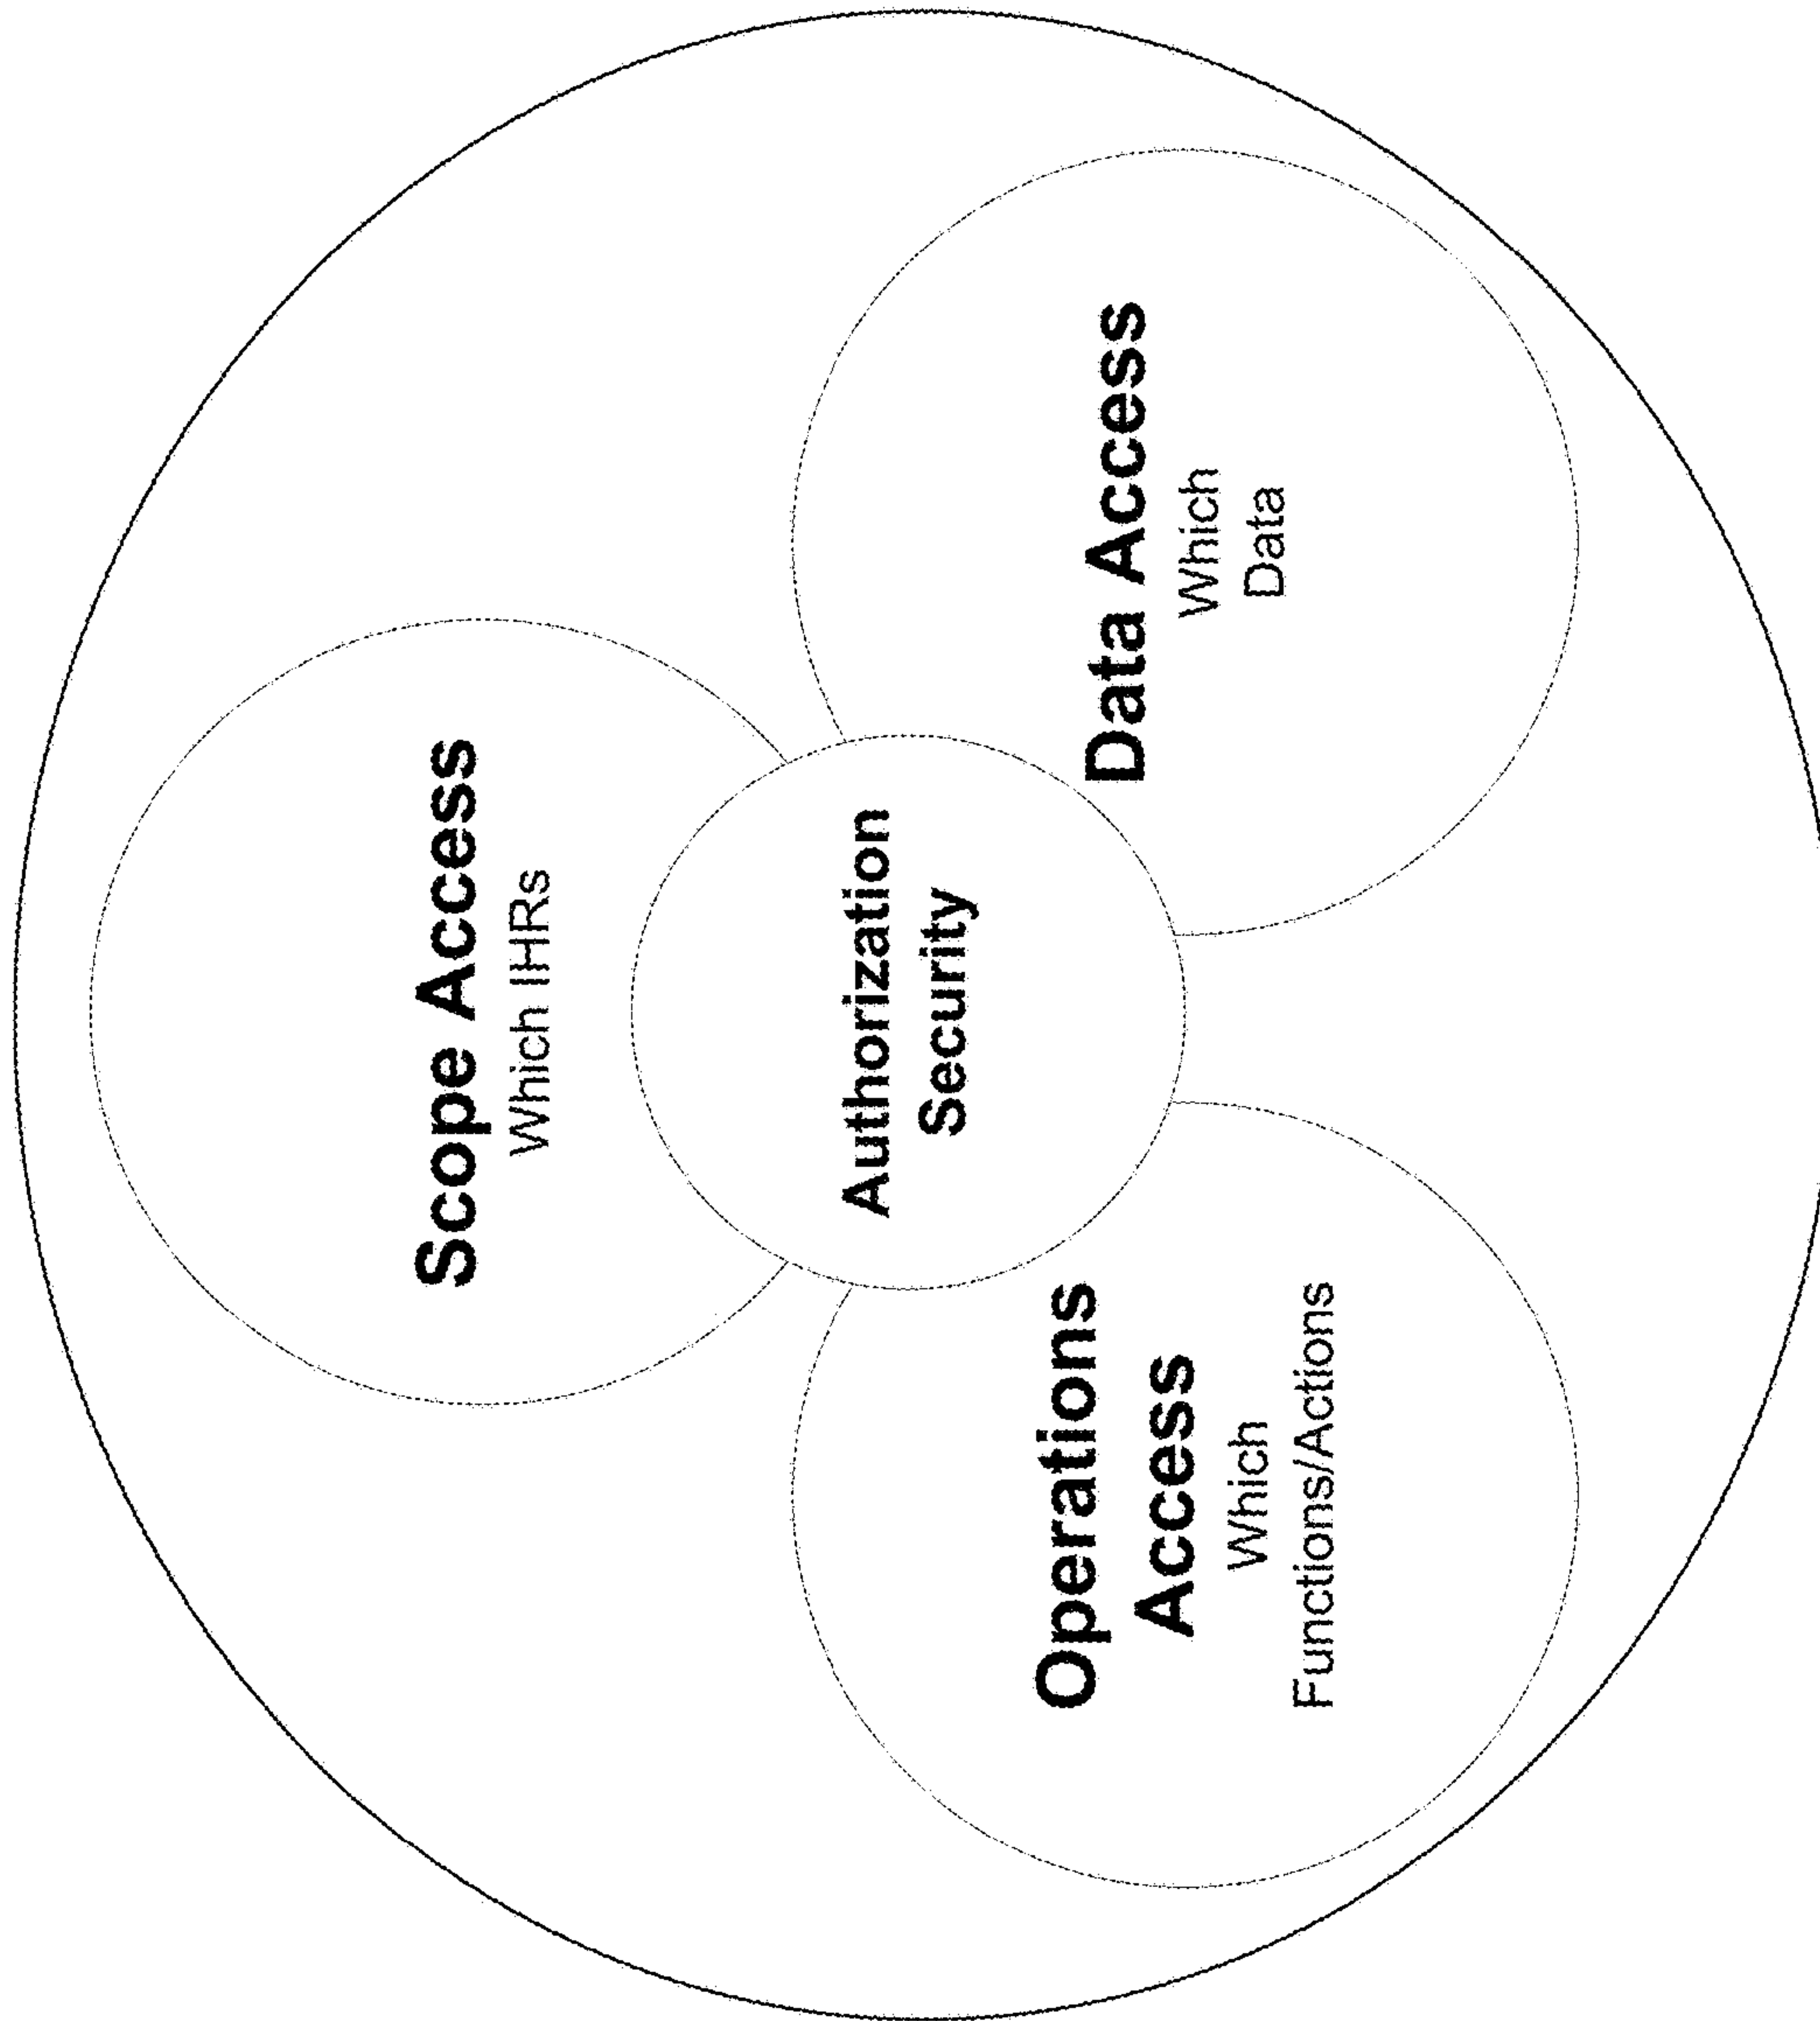 Scope Access
Which IHRs
Authorization
Security
Operations
Access
Which
Functions/Actions
Data Access
Which
Data